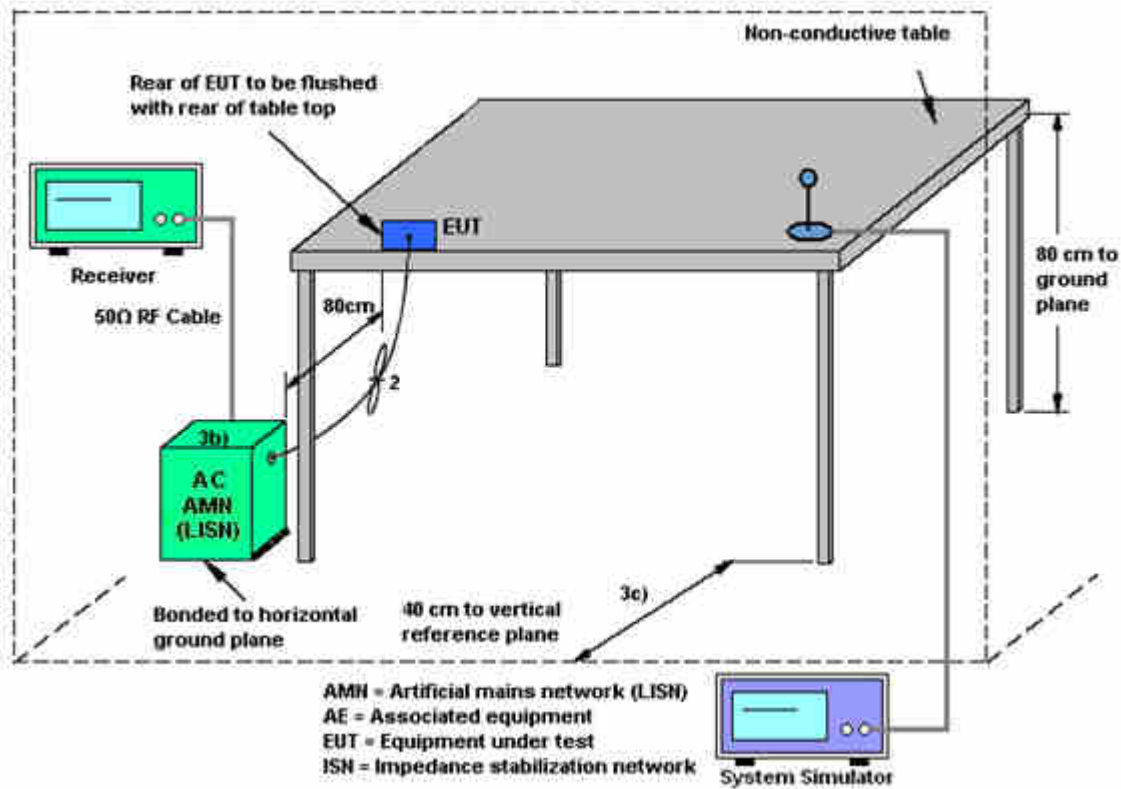 Non-conductive table
Rear of EUT to be flushed
with rear of table top
EUT
Receiver
80cm
80 cm to
ground
plane
50Ω RF Cable
2
3b)
AC
AMN
(LISN)
3c)
Bonded to horizontal
ground plane
40 cm to vertical
reference plane
AMN = Artificial mains network (LISN)
AE = Associated equipment
EUT = Equipment under test
ISN = Impedance stabilization network
System Simulator